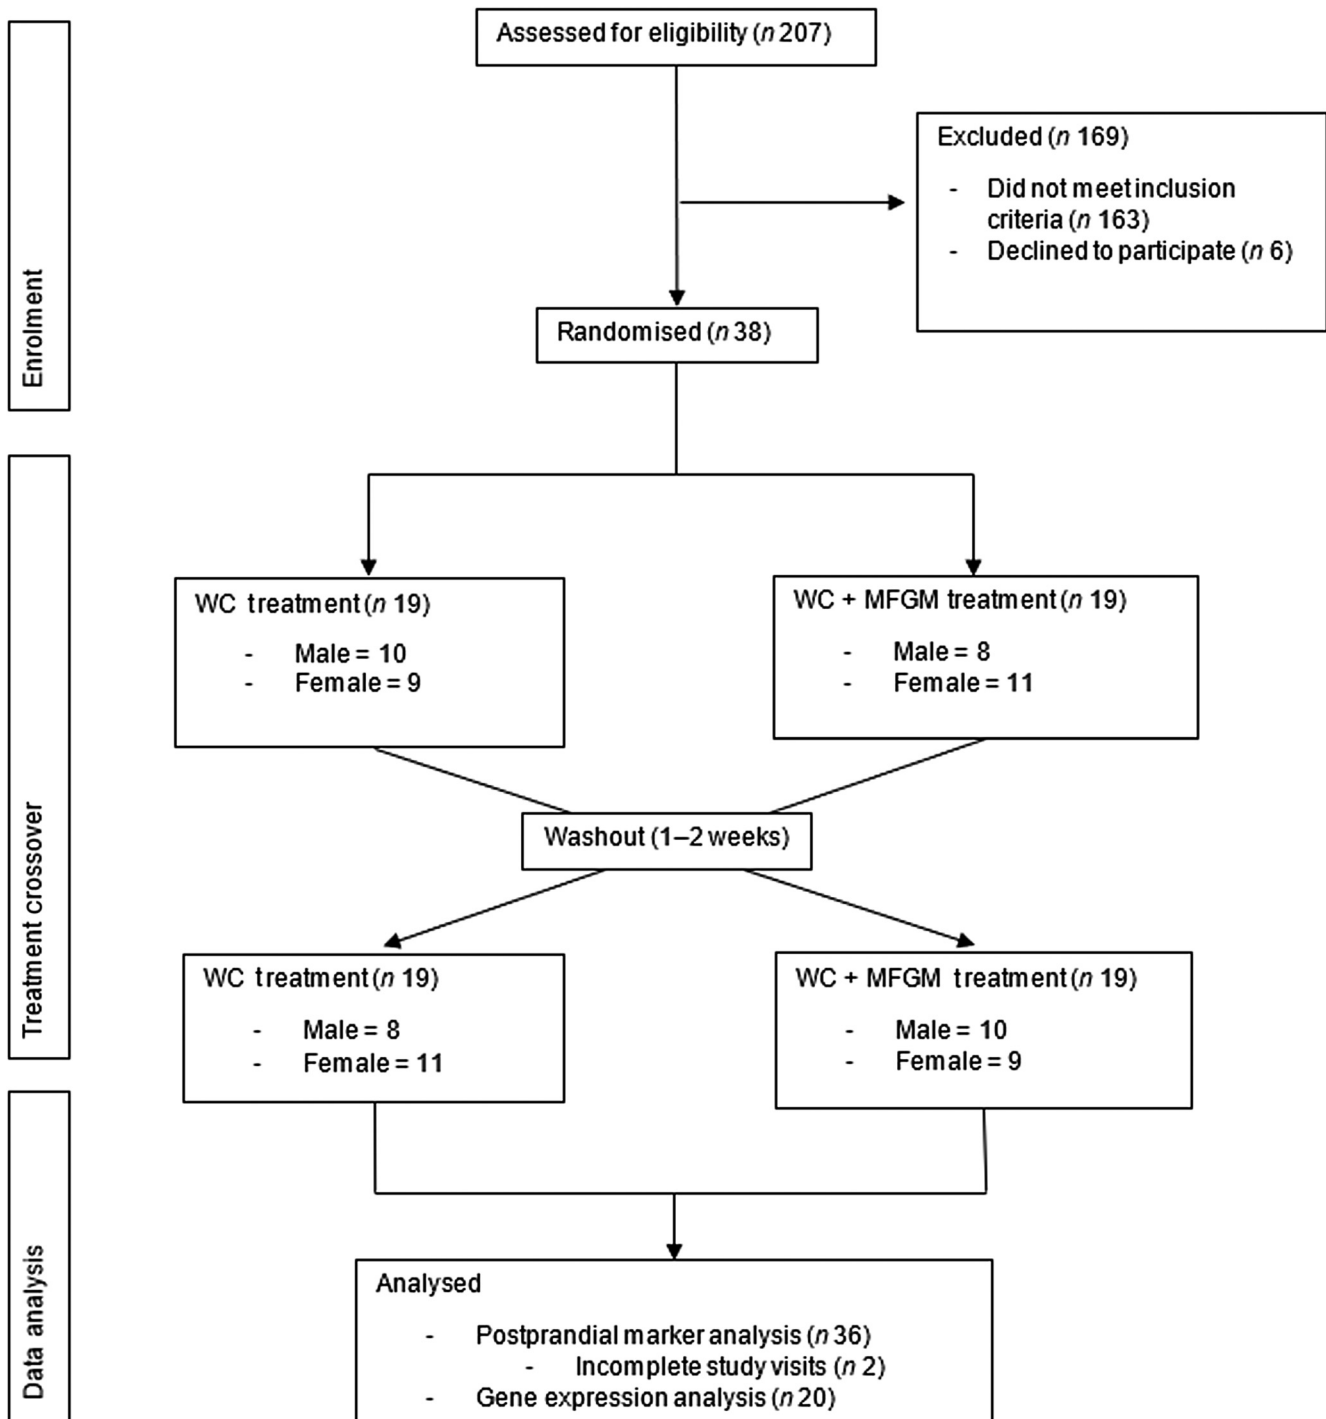 Assessed for eligibility (n 207)
Excluded (n 169)
- Did not meet inclusion
criteria (n 163)
- Declined to participate (n 6)
Randomised (n 38)
Enrolment
WC treatment (n 19)
- Male = 10
- Female = 9
WC + MFGM treatment (n 19)
- Male = 8
- Female = 11
Washout (1–2 weeks)
Treatment crossover
WC treatment (n 19)
- Male = 8
- Female = 11
WC + MFGM treatment (n 19)
- Male = 10
- Female = 9
Data analysis
Analysed
- Postprandial marker analysis (n 36)
- Incomplete study visits (n 2)
- Gene expression analysis (n 20)